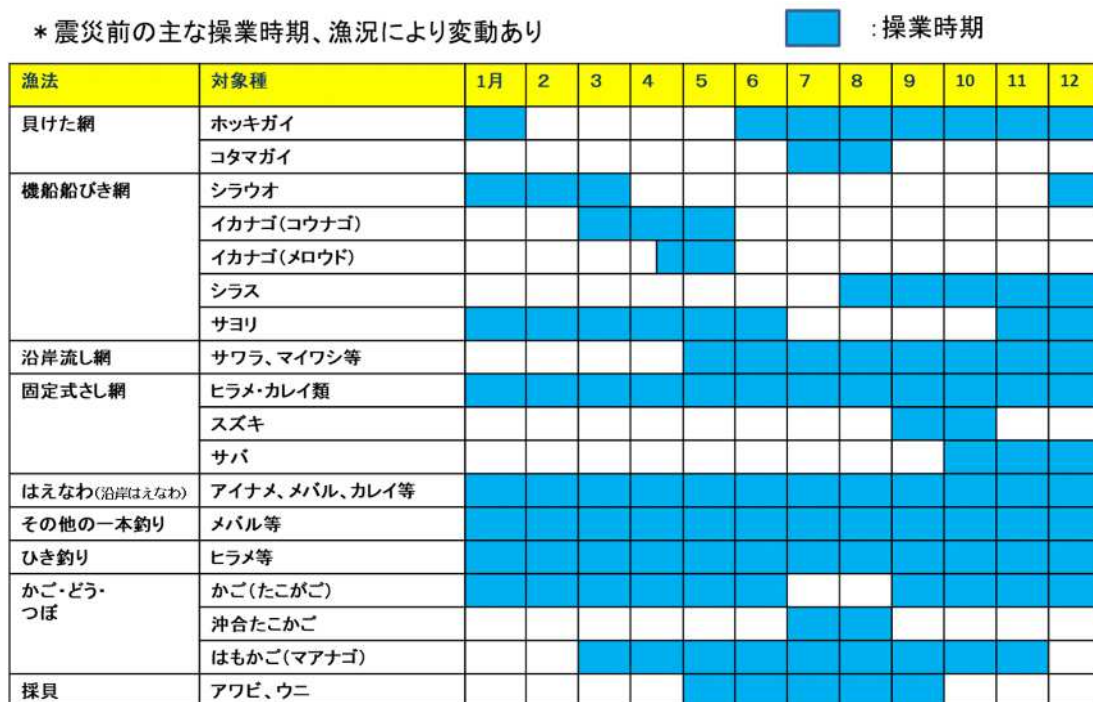 ＊震災前の主な操業時期、漁況により変動あり
:操業時期
漁法 対象種 1月 2 3 4 5 6 7 8 9 10 11 12
貝けた網 ホッキガイ
コタマガイ
機船船びき網 シラウオ
イカナゴ(コウナゴ)
イカナゴ(メロウド)
シラス
サヨリ
沿岸流し網 サワラ、マイワシ等
固定式さし網 ヒラメ・カレイ類
スズキ
サバ
はえなわ(沿岸はえなわ) アイナメ、メバル、カレイ等
その他の一本釣り メバル等
ひき釣り ヒラメ等
かご・どう・ かご(たこがご)
つぼ
沖合たこかご
はもかご(マアナゴ)
採貝 アワビ、ウニ